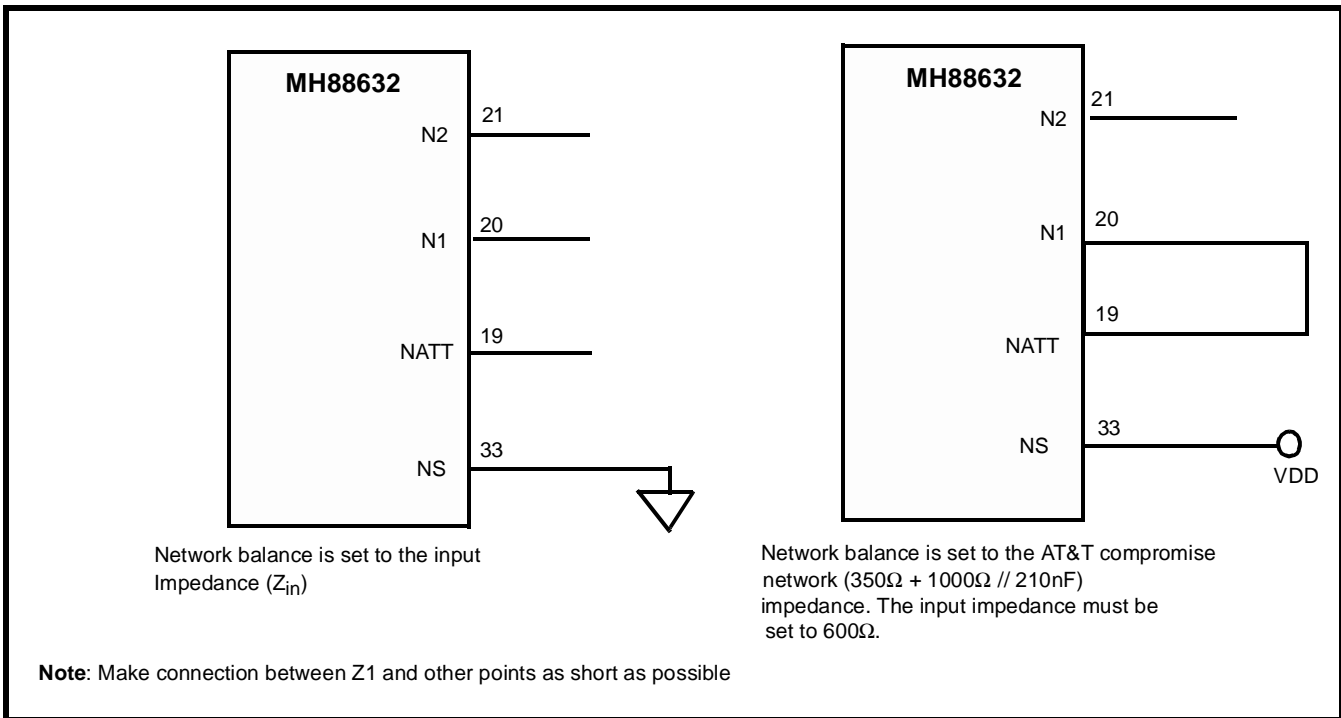 MH88632
N2
21
N1
20
NATT
19
NS
33
Network balance is set to the input
Impedance (Zin)
MH88632
N2
21
N1
20
NATT
19
NS
33
VDD
Network balance is set to the AT&T compromise
network (350Ω + 1000Ω // 210nF)
impedance. The input impedance must be
set to 600Ω.
Note: Make connection between Z1 and other points as short as possible